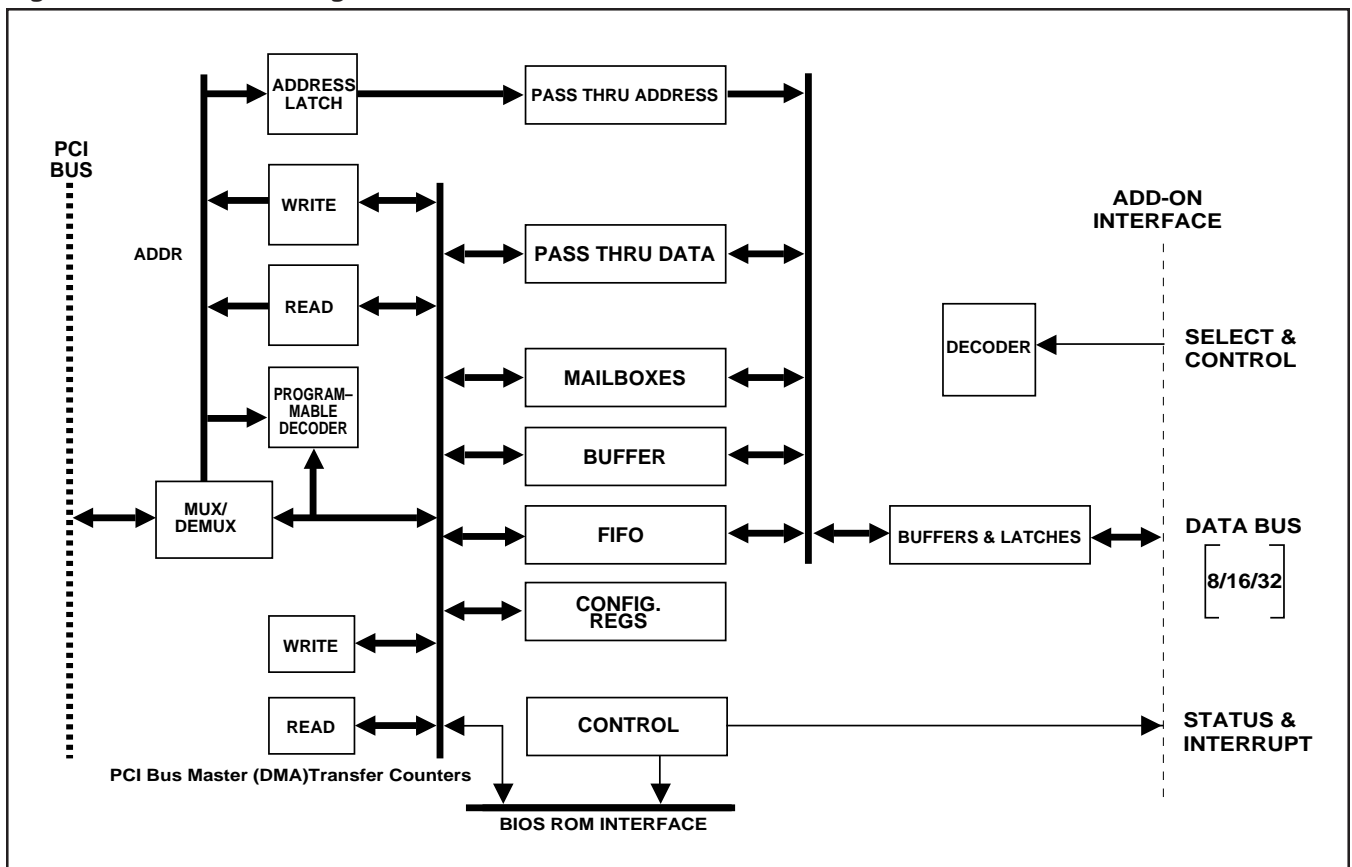 ADDRESS
LATCH
PASS THRU ADDRESS
PCI
BUS
WRITE
ADD-ON
INTERFACE
ADDR
PASS THRU DATA
READ
DECODER
SELECT &
CONTROL
MAILBOXES
PROGRAM–
MABLE
DECODER
BUFFER
MUX/
DEMUX
FIFO
BUFFERS & LATCHES
DATA BUS
8/16/32
CONFIG.
REGS
WRITE
READ
CONTROL
STATUS &
INTERRUPT
PCI Bus Master (DMA)Transfer Counters
BIOS ROM INTERFACE